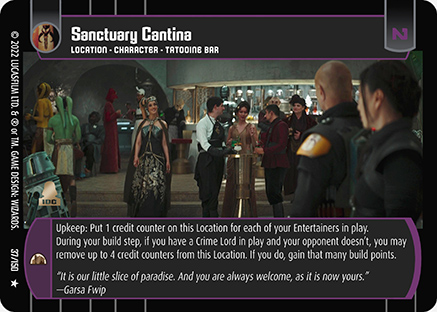 Sanctuary Cantina
LOCATION - CHARACTER - TATOOINE BAR
N
© 2022 LUCASFILM LTD. & ® or TM. GAME DESIGN: WIZARDS.
37/150
IDC
Upkeep: Put 1 credit counter on this Location for each of your Entertainers in play.
During your build step, if you have a Crime Lord in play and your opponent doesn't, you may
remove up to 4 credit counters from this Location. If you do, gain that many build points.
"It is our little slice of paradise. And you are always welcome, as it is now yours."
—Garsa Fwip